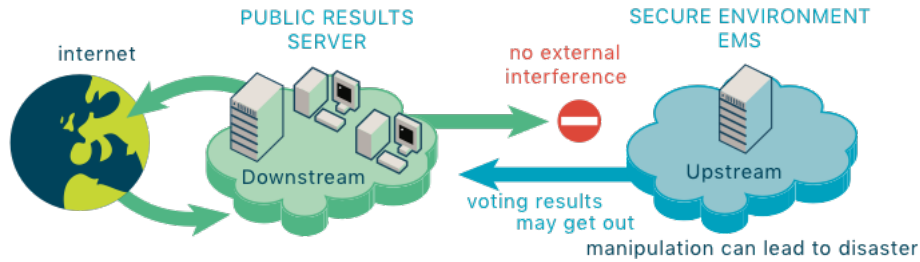 PUBLIC RESULTS
SERVER
SECURE ENVIRONMENT
EMS
internet
no external
interference
Downstream
Upstream
voting results
may get out
manipulation can lead to disaster